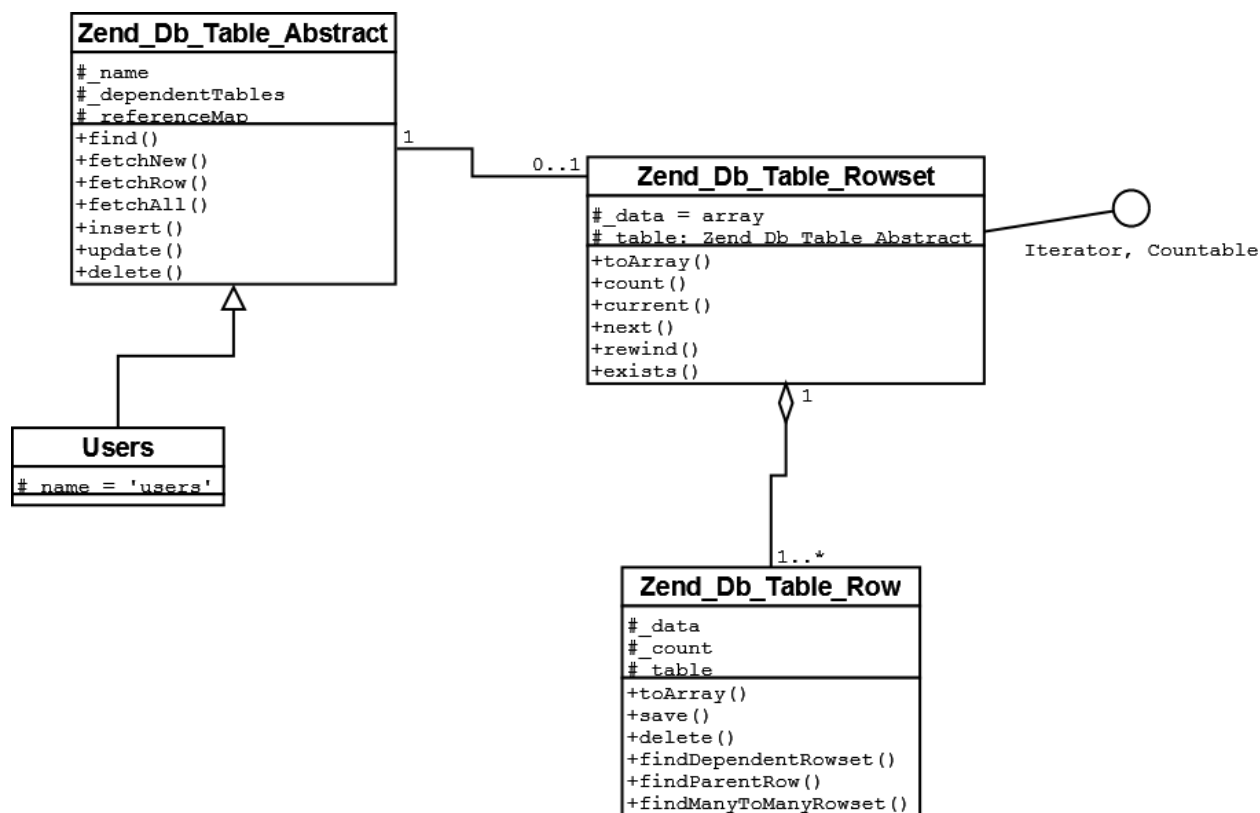 Zend_Db_Table_Abstract
#_name
#_dependentTables
#_referenceMap
+find()
+fetchNew()
+fetchRow()
+fetchAll()
+insert()
+update()
+delete()
1
0..1
Zend_Db_Table_Rowset
#_data = array
#_table: Zend_Db_Table_Abstract
+toArray()
+count()
+current()
+next()
+rewind()
+exists()
Iterator, Countable
1
Users
#_name = 'users'
1..*
Zend_Db_Table_Row
#_data
#_count
#_table
+toArray()
+save()
+delete()
+findDependentRowset()
+findParentRow()
+findManyToManyRowset()